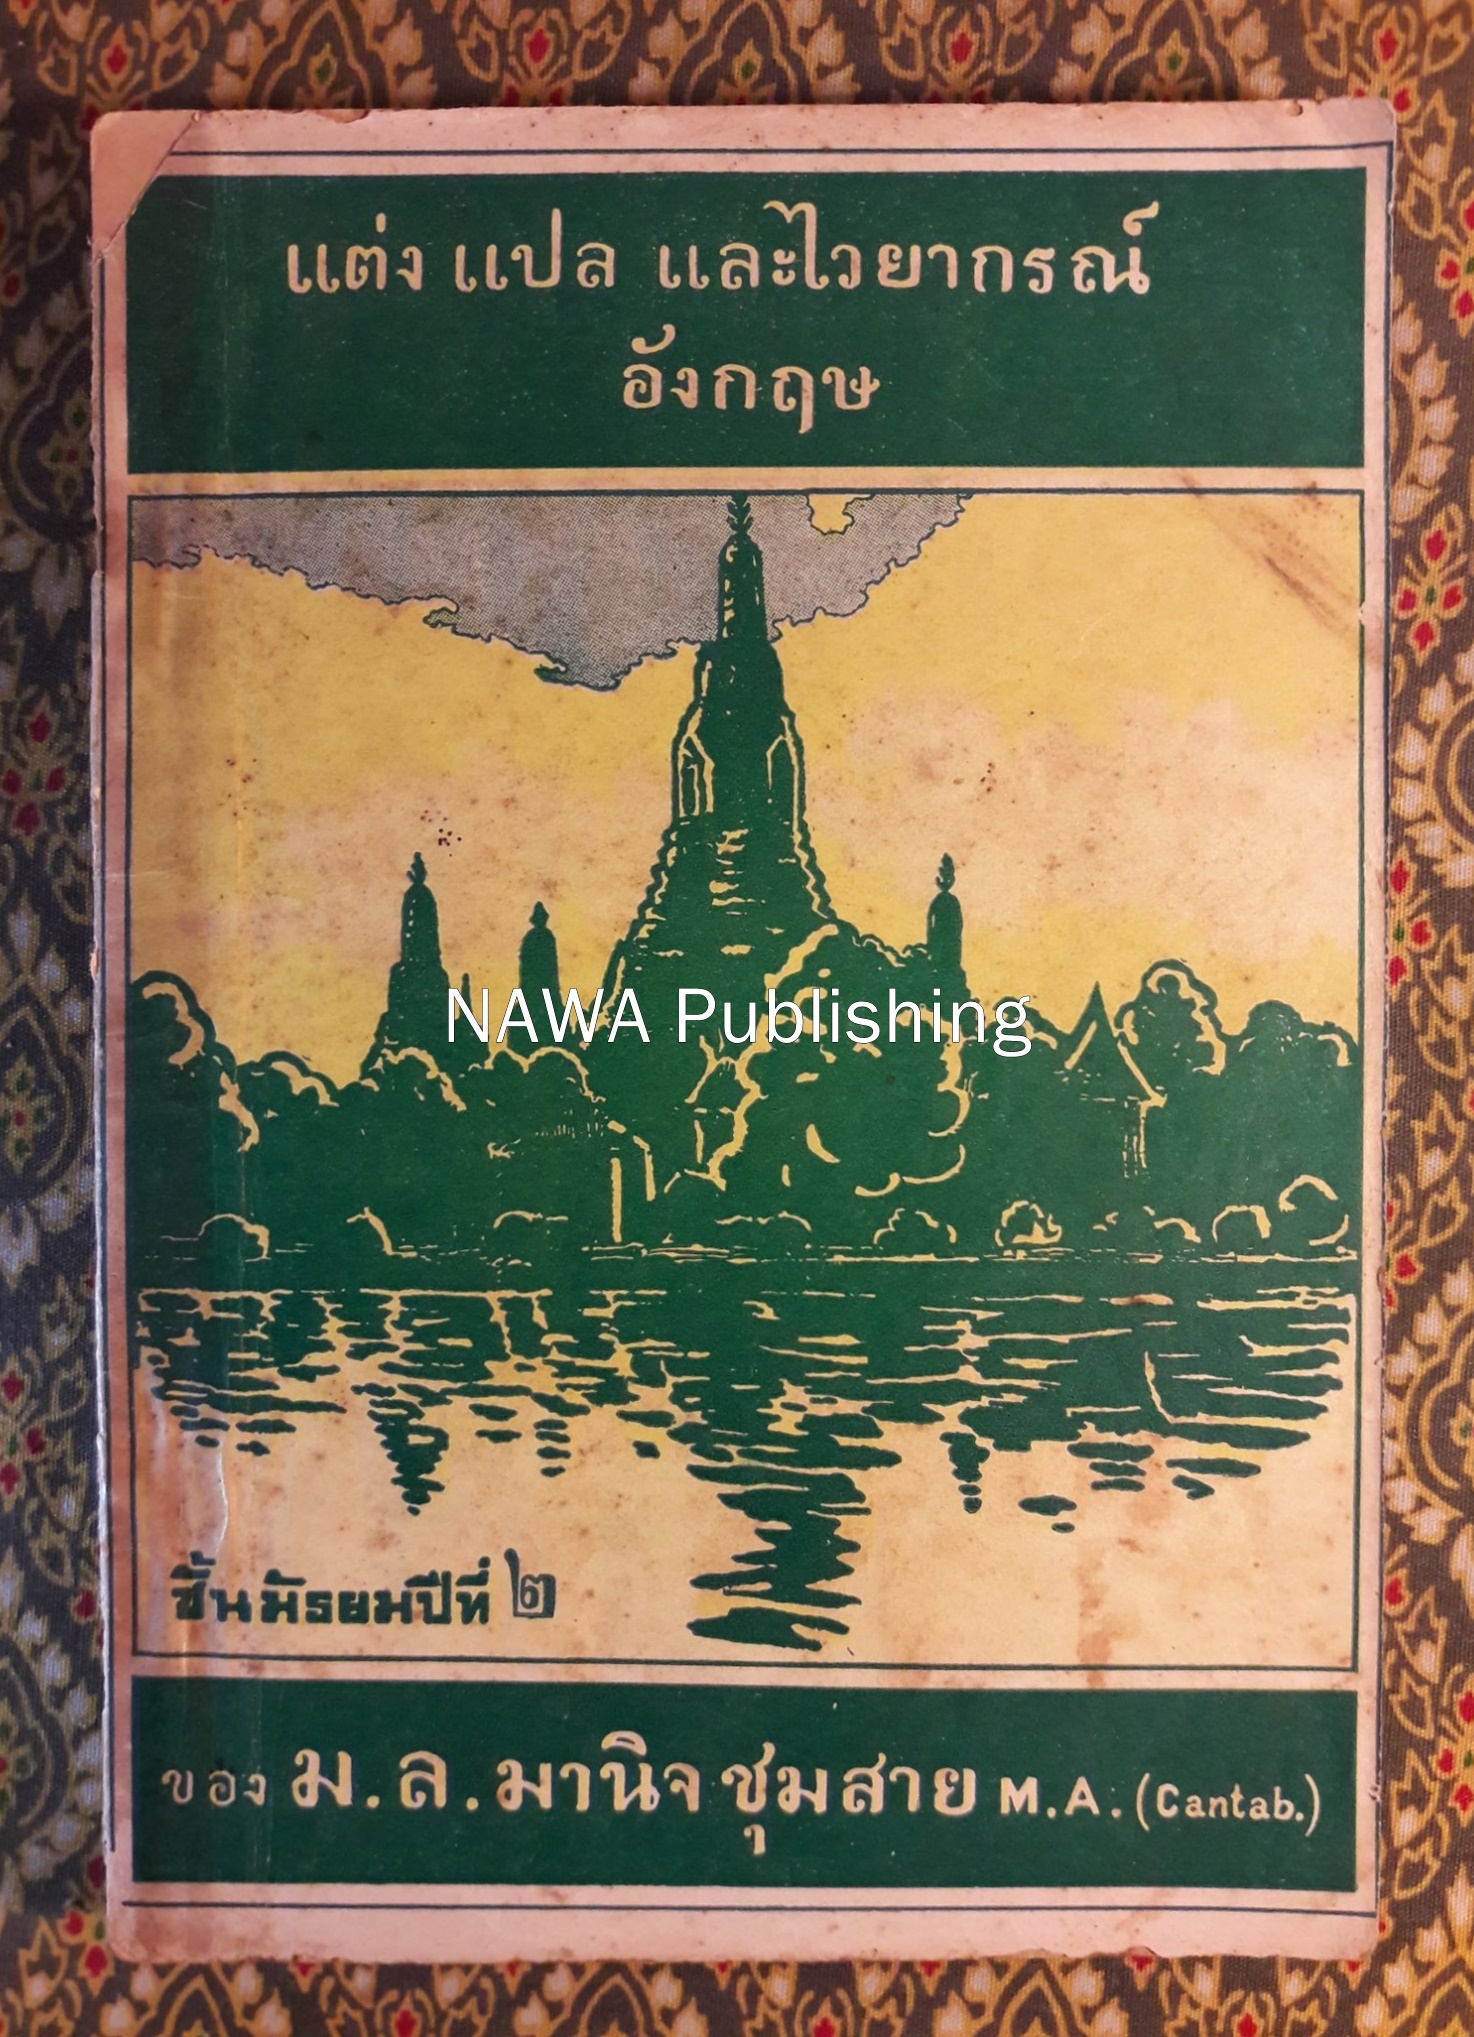 แต่ง แปล และไวยากรณ์
อังกฤษ
NAWA Publishing
ชั้นมัธยมปีที่ ๒
ของ ม.ล.มานิจ ชุมสาย M.A. (Cantab.)